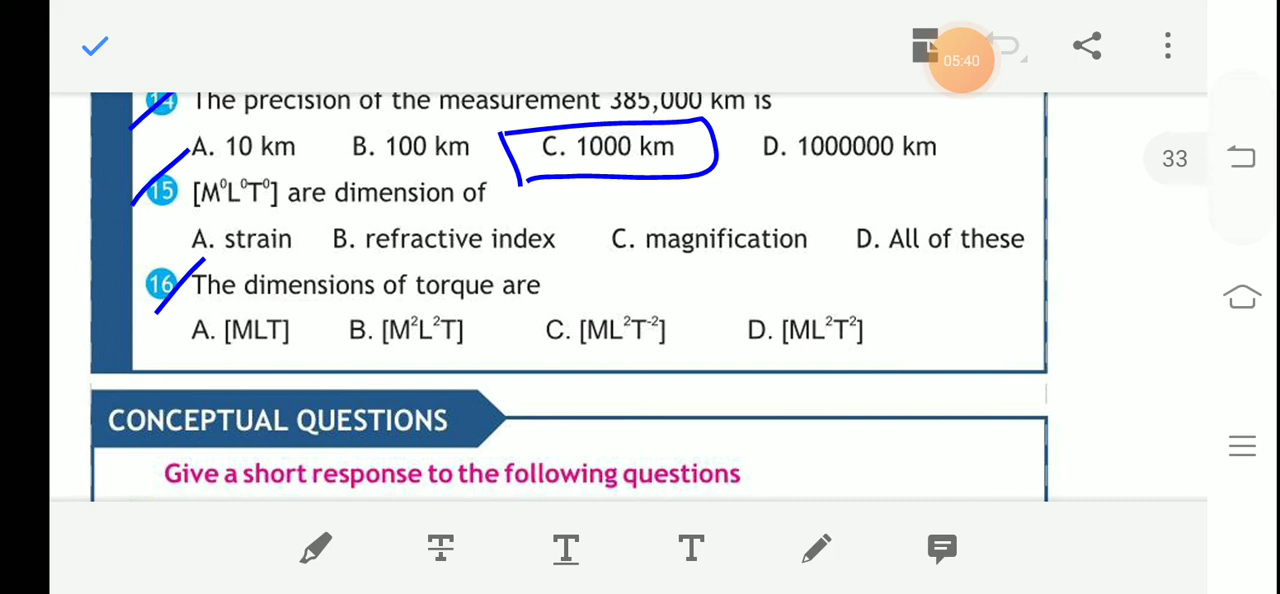 05:40
14 The precision of the measurement 385,000 km is
A. 10 km B. 100 km C. 1000 km D. 1000000 km
33
15 [M⁰L⁰T⁰] are dimension of
A. strain B. refractive index C. magnification D. All of these
16 The dimensions of torque are
A. [MLT] B. [M²L²T] C. [ML²T⁻²] D. [ML²T²]
CONCEPTUAL QUESTIONS
Give a short response to the following questions
T T T